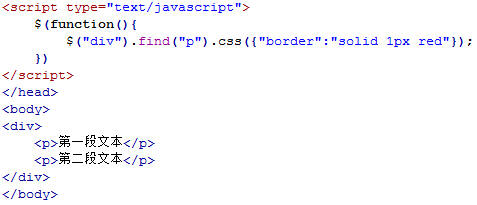 <script type="text/javascript">
    $(function(){
        $("div").find("p").css({"border":"solid 1px red"});
    })
</script>
</head>
<body>
<div>
    <p>第一段文本</p>
    <p>第二段文本</p>
</div>
</body>